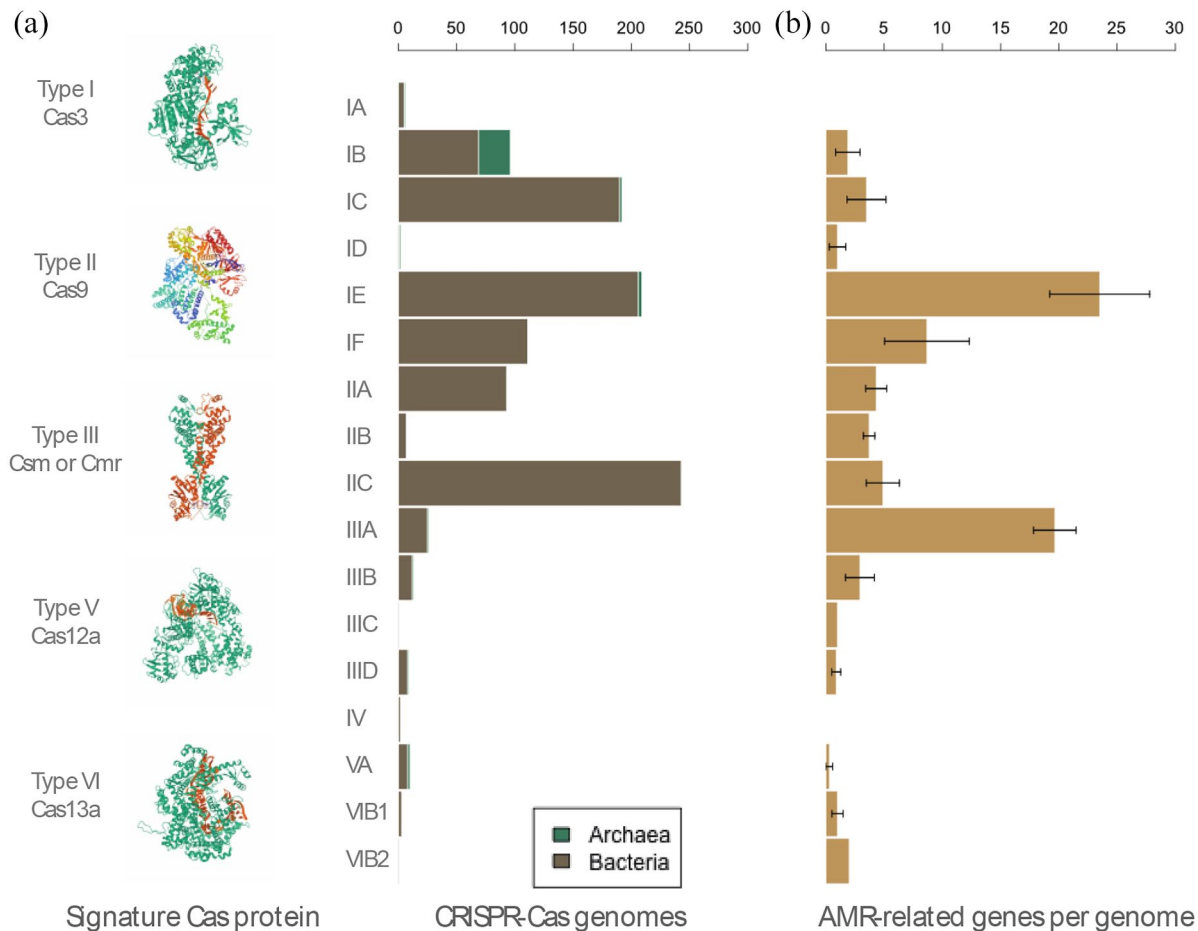 (a)
0 50 100 150 200 250 300
(b)
0 5 10 15 20 25 30
Type I
Cas3
Type II
Cas9
Type III
Csm or Cmr
Type V
Cas12a
Type VI
Cas13a
IA
IB
IC
ID
IE
IF
IIA
IIB
IIC
IIIA
IIIB
IIIC
IIID
IV
VA
VIB1
VIB2
Archaea
Bacteria
Signature Cas protein
CRISPR-Cas genomes
AMR-related genes per genome